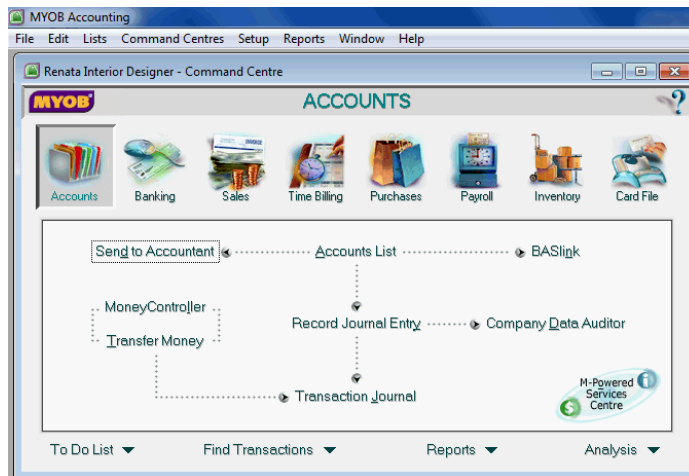 MYOB Accounting
File Edit Lists Command Centres Setup Reports Window Help
Renata Interior Designer - Command Centre
MYOB ACCOUNTS ?
Accounts Banking Sales Time Billing Purchases Payroll Inventory Card File
Send to Accountant Accounts List BASlink
MoneyController
Record Journal Entry Company Data Auditor
Transfer Money
M-Powered
Services
Centre
Transaction Journal
To Do List Find Transactions Reports Analysis